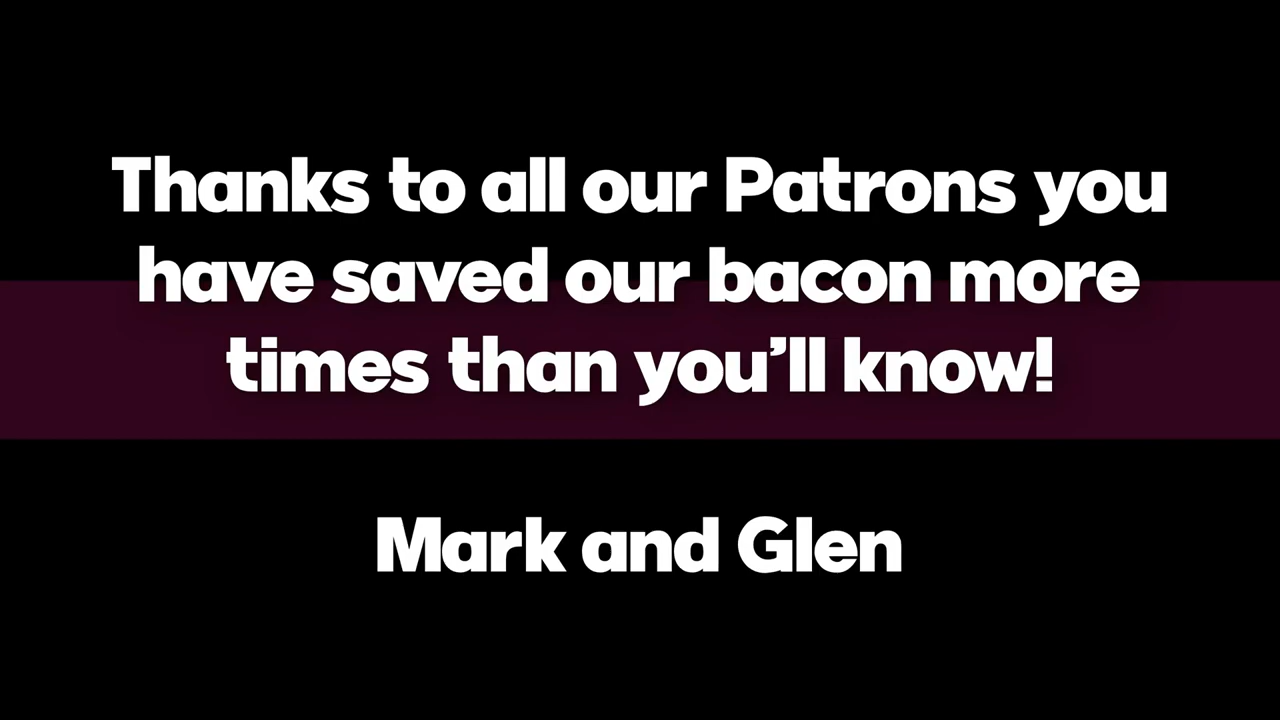 Thanks to all our Patrons you
have saved our bacon more
times than you’ll know!
Mark and Glen